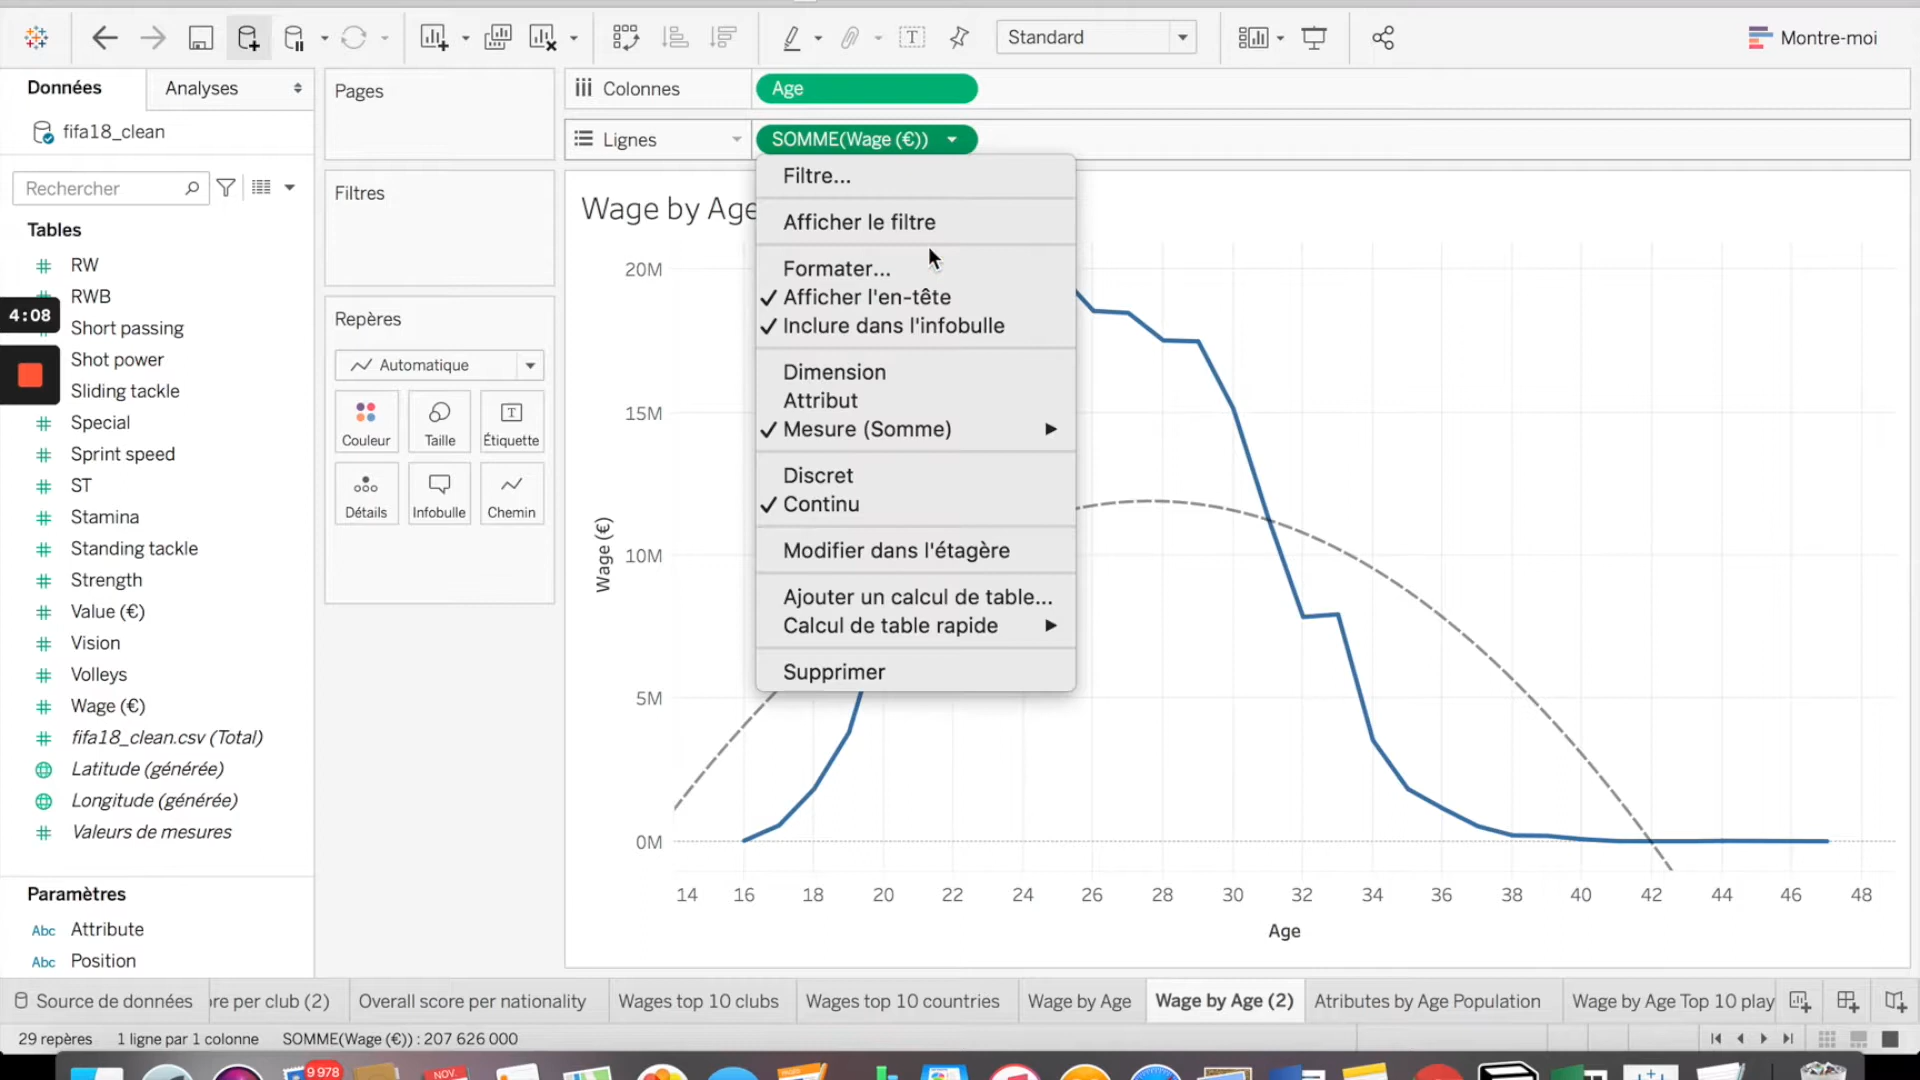 Standard
Montre-moi
Données
Analyses
Pages
Colonnes
Age
fifa18_clean
Lignes
SOMME(Wage (€))
Rechercher
Filtres
Wage by Age
Filtre...
Afficher le filtre
Formater...
Afficher l'en-tête
Inclure dans l'infobulle
Dimension
Attribut
Mesure (Somme)
Discret
Continu
Modifier dans l'étagère
Ajouter un calcul de table...
Calcul de table rapide
Supprimer
Tables
RW
RWB
4:08
Short passing
Shot power
Sliding tackle
Special
Sprint speed
ST
Stamina
Standing tackle
Strength
Value (€)
Vision
Volleys
Wage (€)
fifa18_clean.csv (Total)
Latitude (générée)
Longitude (générée)
Valeurs de mesures
Paramètres
Abc Attribute
Abc Position
Repères
Automatique
Couleur
Taille
Étiquette
Détails
Infobulle
Chemin
20M
15M
10M
5M
0M
Wage (€)
14 16 18 20 22 24 26 28 30 32 34 36 38 40 42 44 46 48
Age
Source de données
re per club (2)
Overall score per nationality
Wages top 10 clubs
Wages top 10 countries
Wage by Age
Wage by Age (2)
Atributes by Age Population
Wage by Age Top 10 play
29 repères
1 ligne par 1 colonne
SOMME(Wage (€)) : 207 626 000
9 978
NOV.